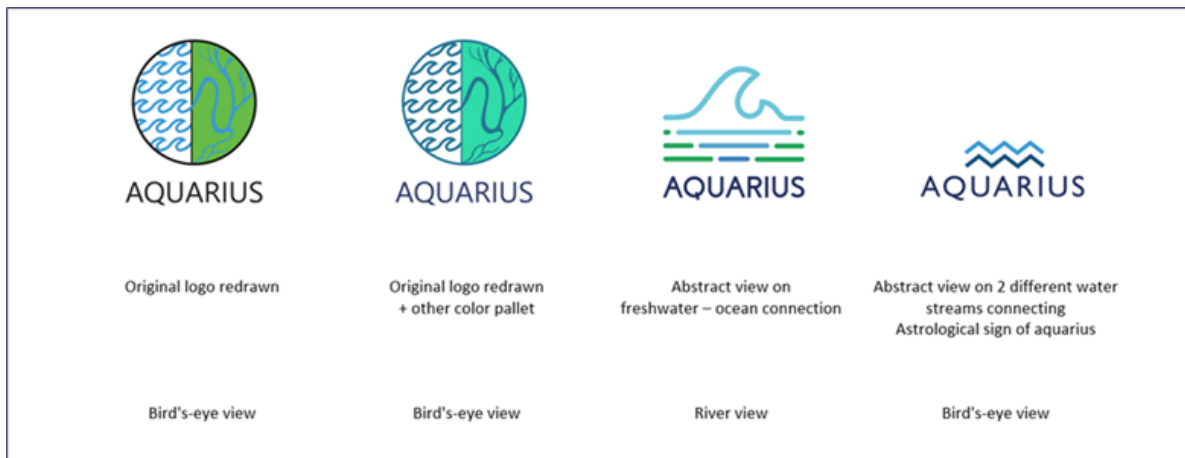 AQUARIUS
AQUARIUS
AQUARIUS
AQUARIUS
Original logo redrawn
Original logo redrawn
+ other color pallet
Abstract view on
freshwater – ocean connection
Abstract view on 2 different water
streams connecting
Astrological sign of aquarius
Bird's-eye view
Bird's-eye view
River view
Bird's-eye view